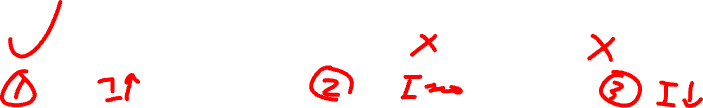 ✓ × ×
① I↑ ② I~∞ ③ I↓